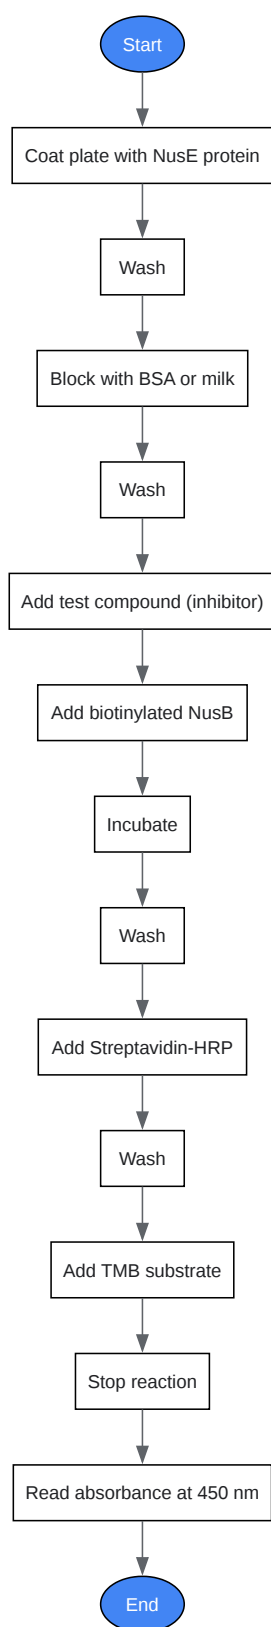 Start
Coat plate with NusE protein
Wash
Block with BSA or milk
Wash
Add test compound (inhibitor)
Add biotinylated NusB
Incubate
Wash
Add Streptavidin-HRP
Wash
Add TMB substrate
Stop reaction
Read absorbance at 450 nm
End